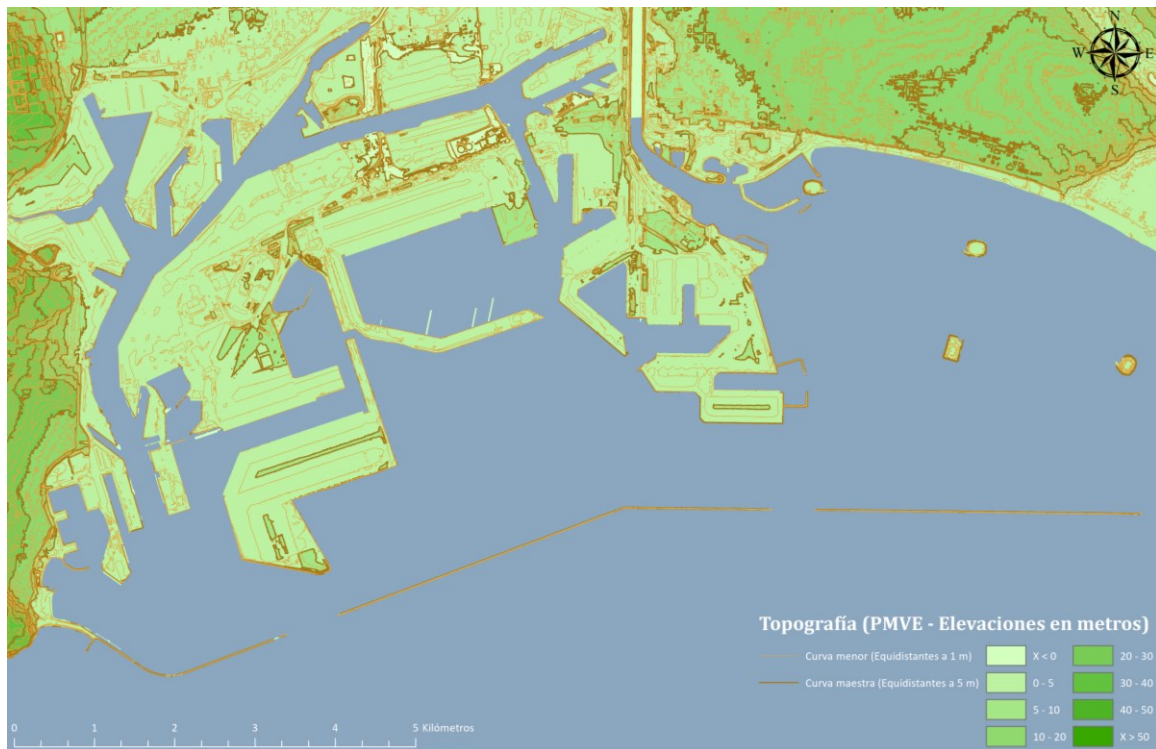 N
W E
S
Topografía (PMVE - Elevaciones en metros)
Curva menor (Equidistantes a 1 m)
Curva maestra (Equidistantes a 5 m)
X < 0
0 - 5
5 - 10
10 - 20
20 - 30
30 - 40
40 - 50
X > 50
0 1 2 3 4 5 Kilómetros